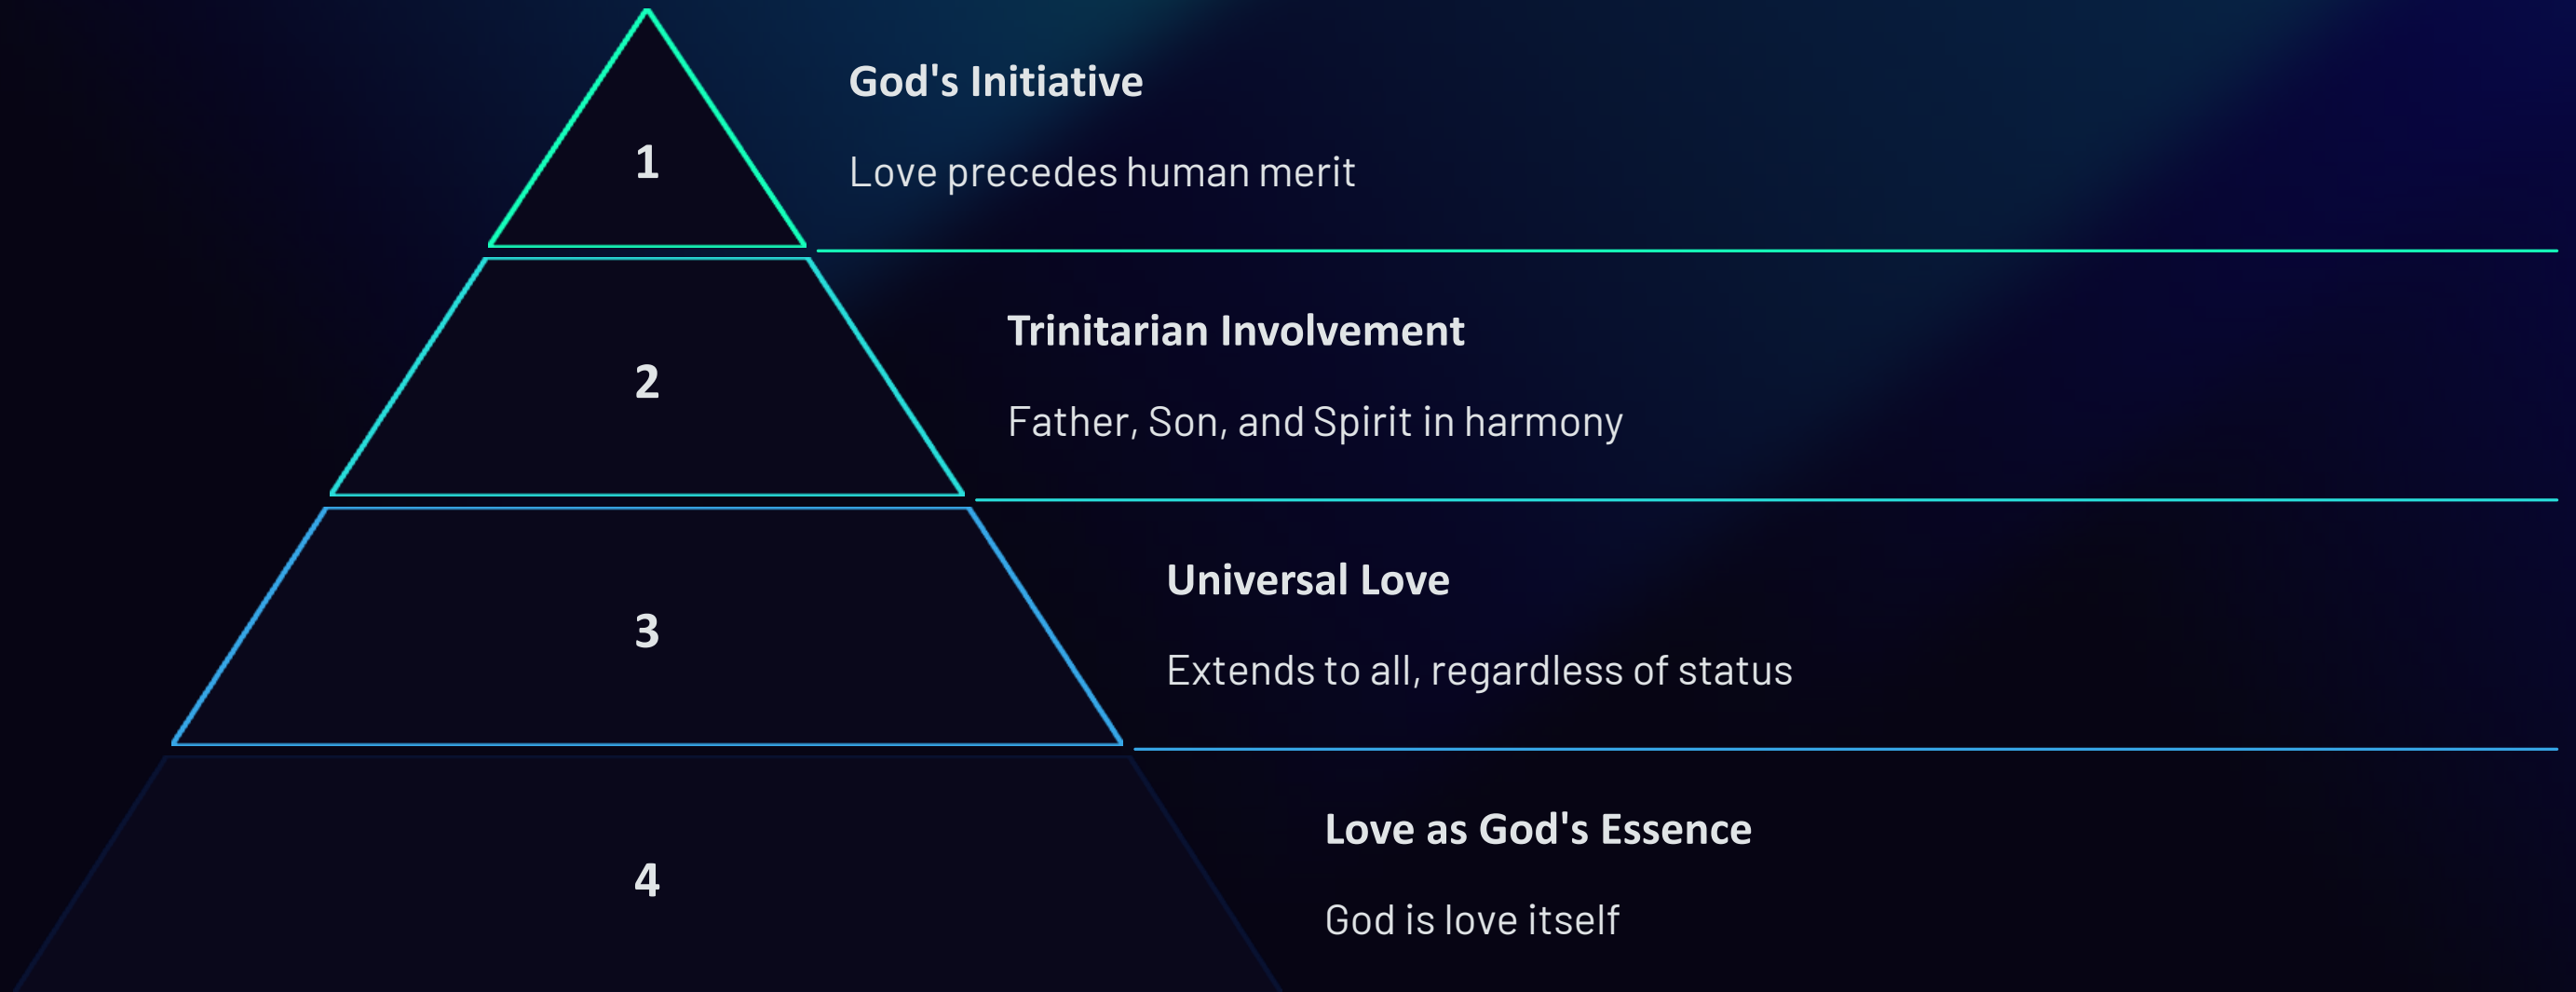 1
God's Initiative
Love precedes human merit
2
Trinitarian Involvement
Father, Son, and Spirit in harmony
3
Universal Love
Extends to all, regardless of status
4
Love as God's Essence
God is love itself